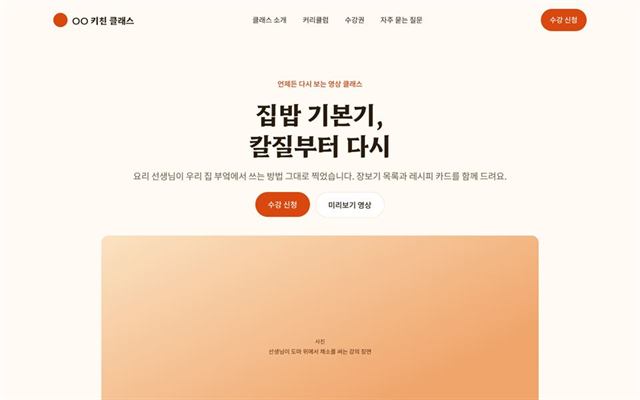 OO 키친 클래스
클래스 소개
커리큘럼
수강권
자주 묻는 질문
수강 신청
언제든 다시 보는 영상 클래스
집밥 기본기,
칼질부터 다시
요리 선생님이 우리 집 부엌에서 쓰는 방법 그대로 찍었습니다. 장보기 목록과 레시피 카드를 함께 드려요.
수강 신청
미리보기 영상
사진
선생님이 도마 위에서 채소를 써는 강의 장면